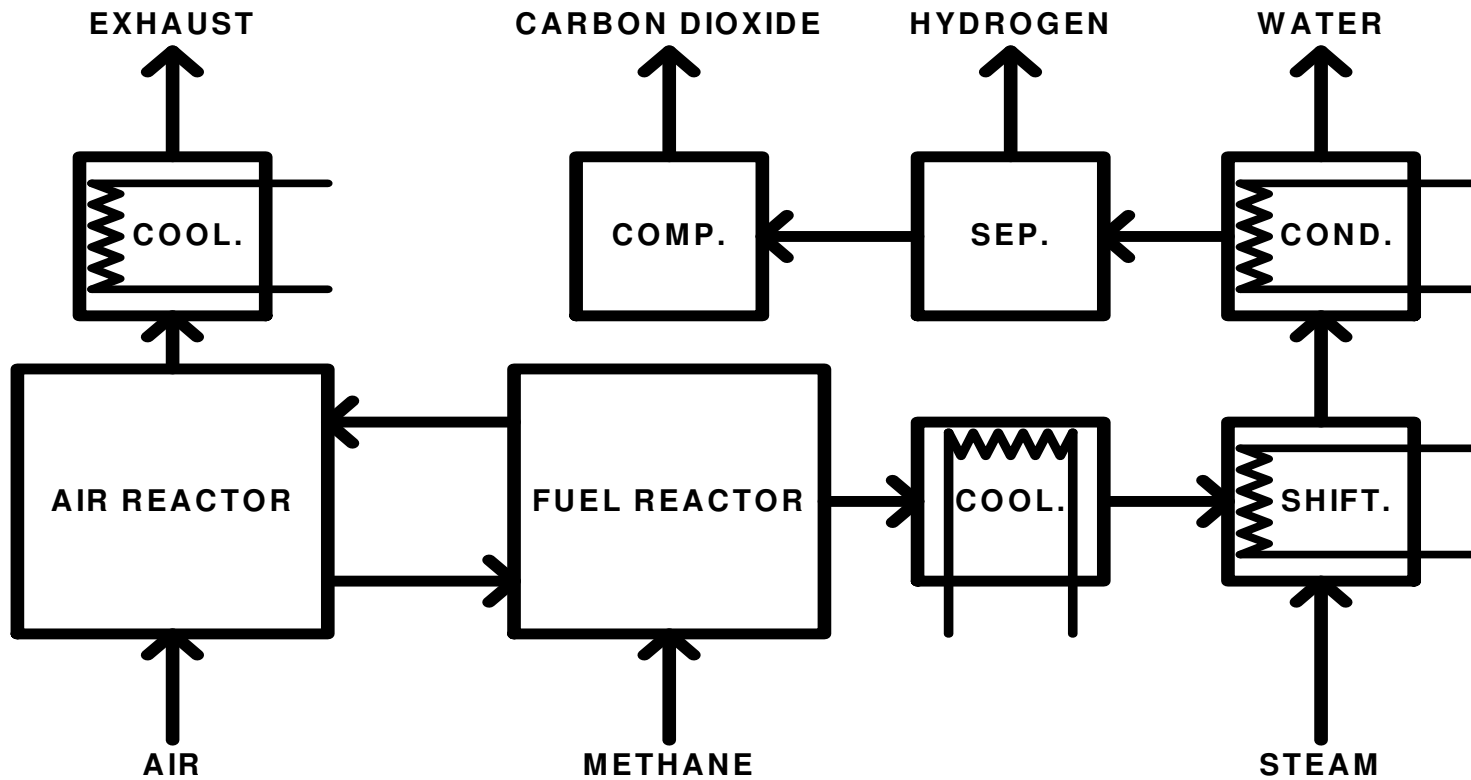 EXHAUST
CARBON DIOXIDE
HYDROGEN
WATER
COOL.
COMP.
SEP.
COND.
AIR REACTOR
FUEL REACTOR
COOL.
SHIFT.
AIR
METHANE
STEAM